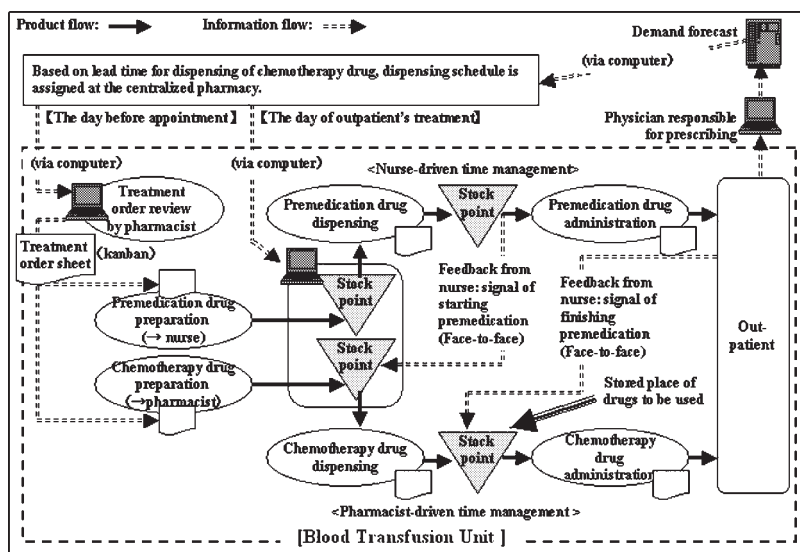 Product flow:
Information flow:
Demand forecast
(via computer)
Based on lead time for dispensing of chemotherapy drug, dispensing schedule is
assigned at the centralized pharmacy.
【The day before appointment】
【The day of outpatient's treatment】
Physician responsible
for prescribing
(via computer)
(via computer)
<Nurse-driven time management>
Treatment
order review
by pharmacist
Premedication drug
dispensing
Stock
point
Premedication drug
administration
Treatment
order sheet
(kanban)
Stock
point
Feedback from
nurse: signal of
starting
premedication
(Face-to-face)
Feedback from
nurse: signal of
finishing
premedication
(Face-to-face)
Out-
patient
Premedication drug
preparation
(→ nurse)
Stock
point
Chemotherapy drug
preparation
(→pharmacist)
Stored place of
drugs to be used
Chemotherapy drug
dispensing
Stock
point
Chemotherapy
drug
administration
<Pharmacist-driven time management >
[Blood Transfusion Unit ]